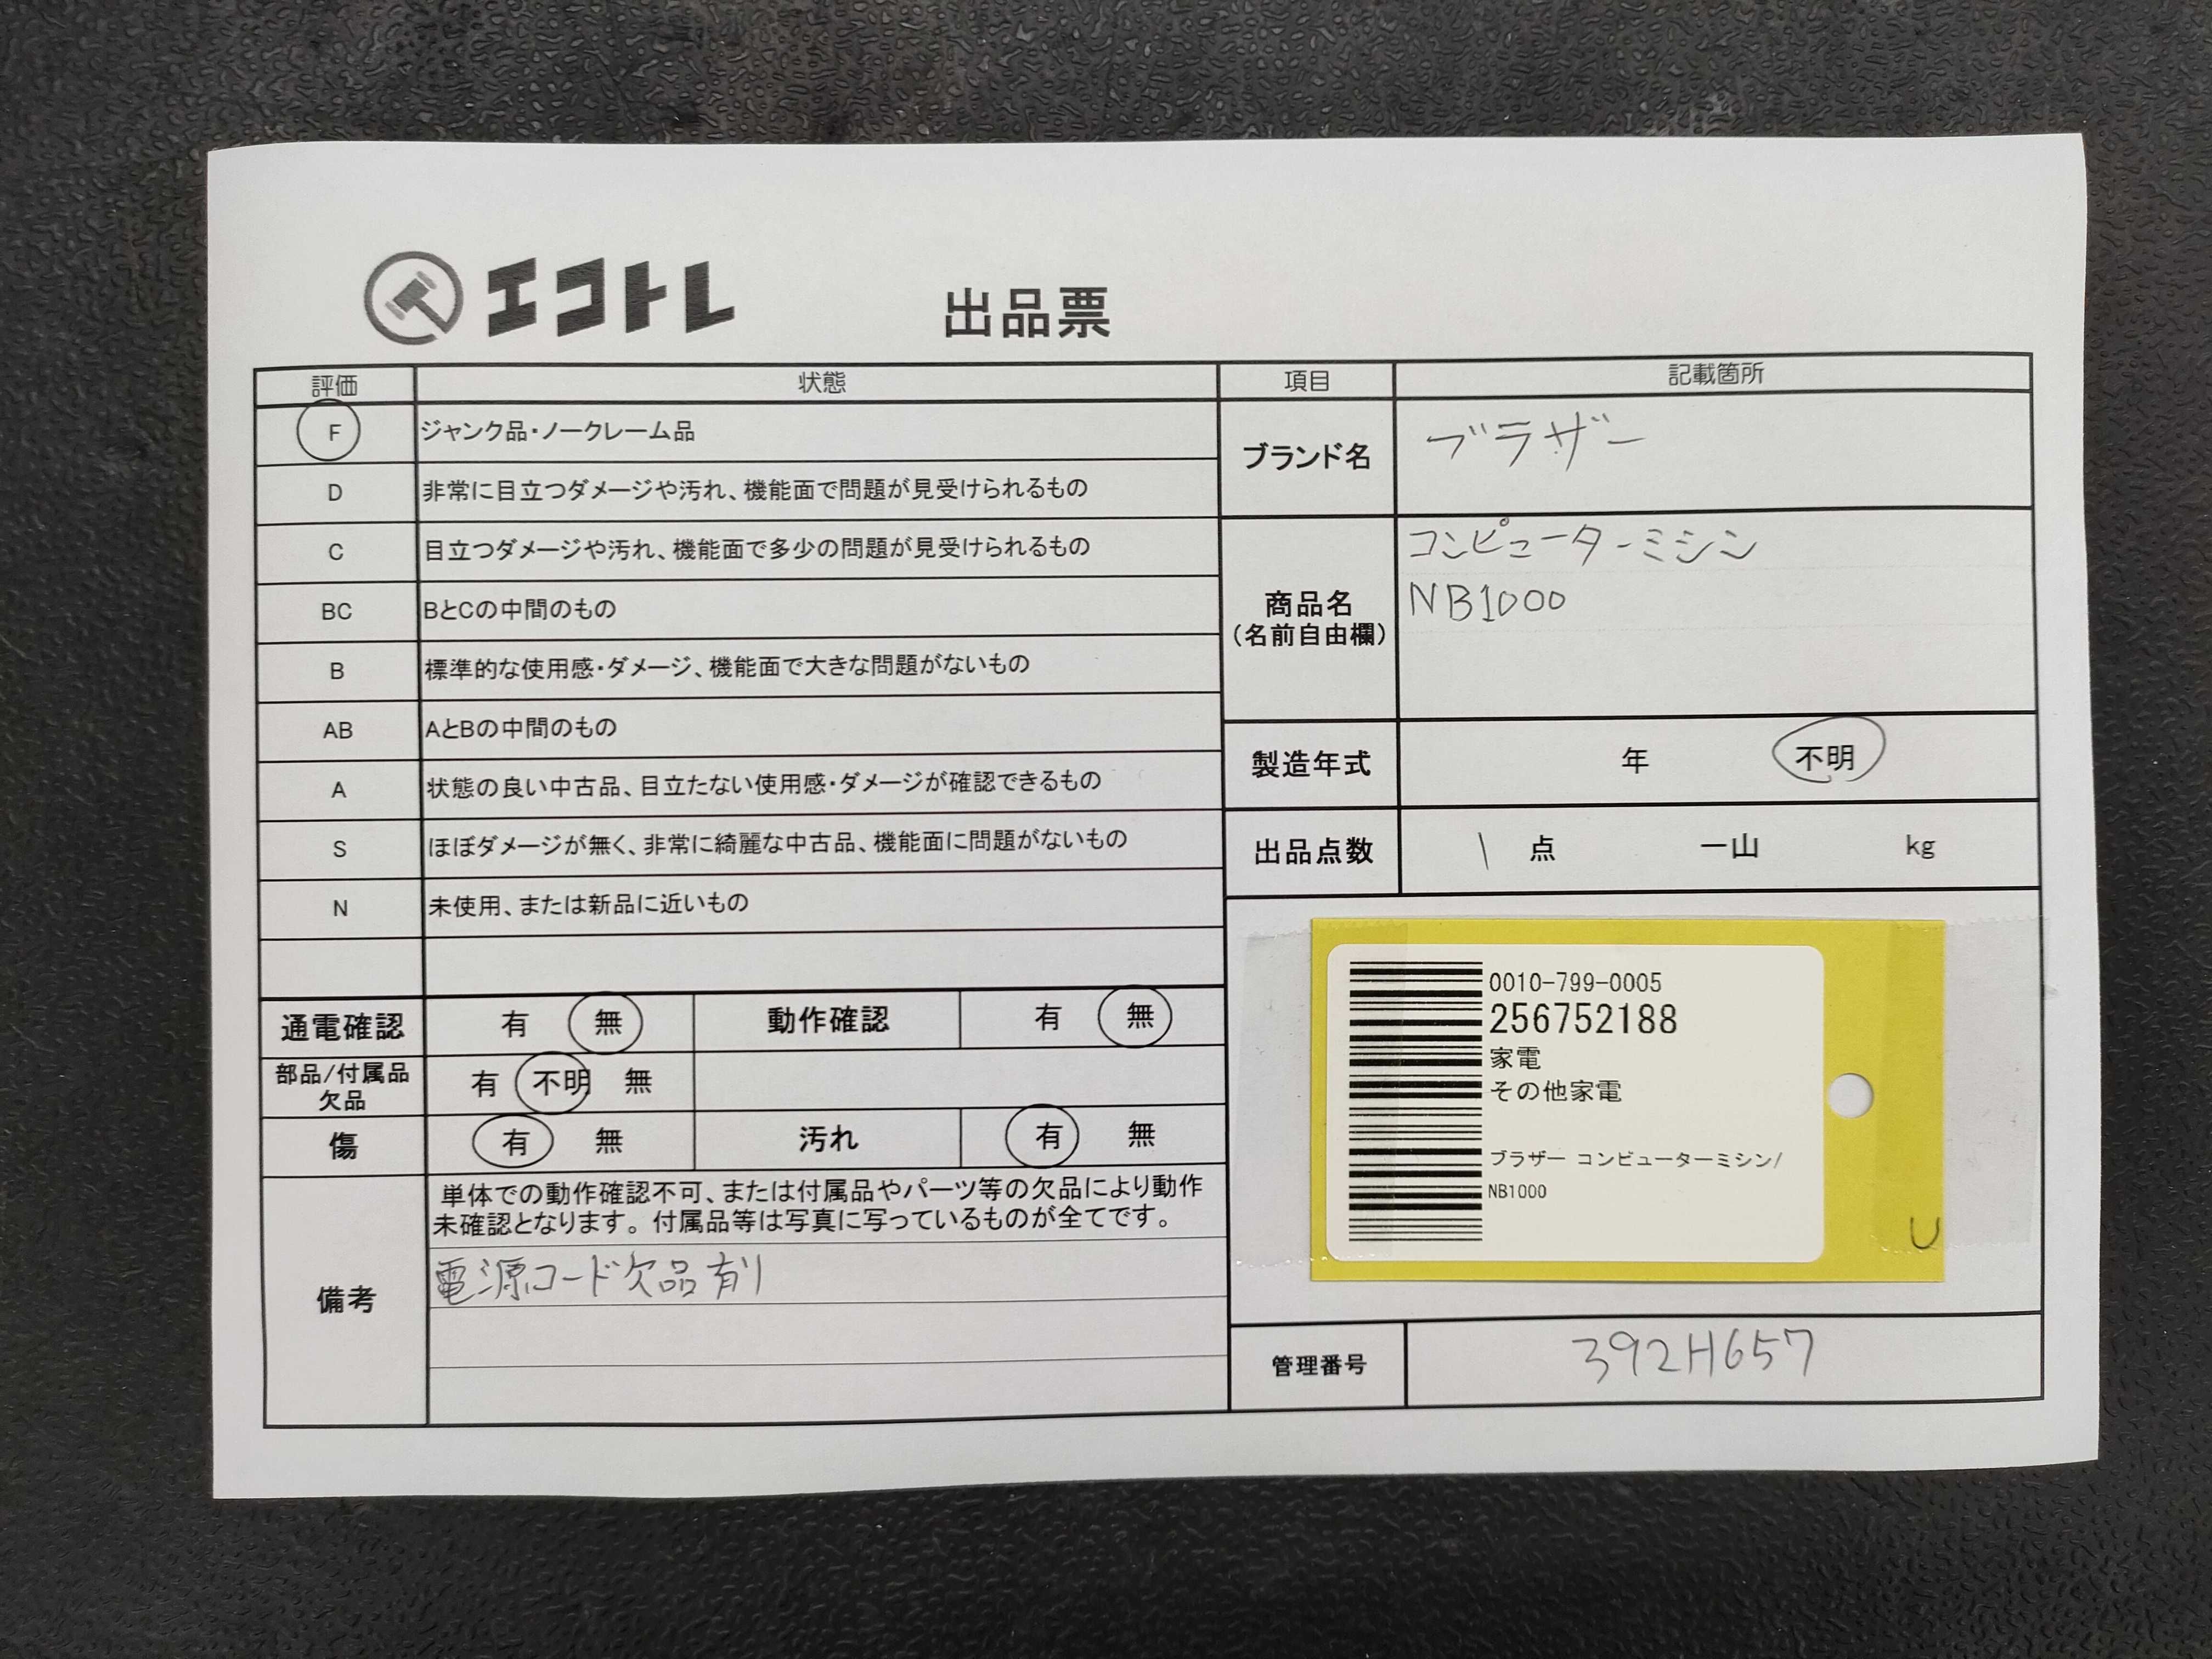 エコトレ
出品票
評価 状態
F ジャンク品・ノークレーム品
D 非常に目立つダメージや汚れ、機能面で問題が見受けられるもの
C 目立つダメージや汚れ、機能面で多少の問題が見受けられるもの
BC BとCの中間のもの
B 標準的な使用感・ダメージ、機能面で大きな問題がないもの
AB AとBの中間のもの
A 状態の良い中古品、目立たない使用感・ダメージが確認できるもの
S ほぼダメージが無く、非常に綺麗な中古品、機能面に問題がないもの
N 未使用、または新品に近いもの
通電確認 有 無 動作確認 有 無
部品/付属品
欠品
有 不明 無
傷 有 無 汚れ 有 無
備考
単体での動作確認不可、または付属品やパーツ等の欠品により動作
未確認となります。付属品等は写真に写っているものが全てです。
電源コード欠品有り
項目 記載箇所
ブランド名 ブラザー
商品名
(名前自由欄)
コンピューターミシン
NB1000
製造年式 年 不明
出品点数 1 点 一山 kg
0010-799-0005
256752188
家電
その他家電
ブラザー コンピューターミシン/
NB1000
U
管理番号 392H657